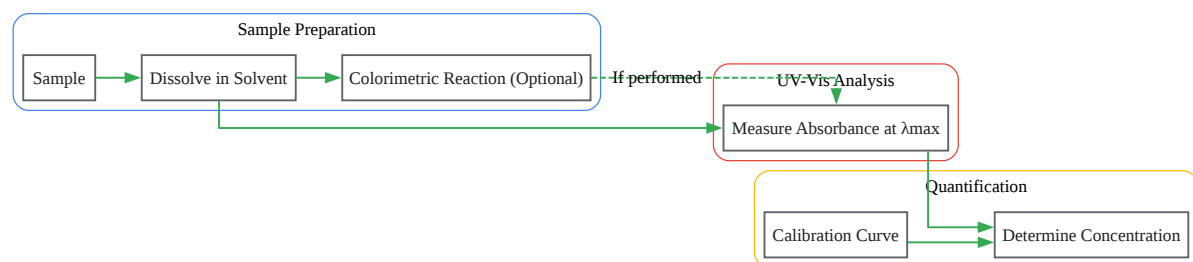 Sample Preparation
Sample
Dissolve in Solvent
Colorimetric Reaction (Optional)
If performed
UV-Vis Analysis
Measure Absorbance at λmax
Quantification
Calibration Curve
Determine Concentration